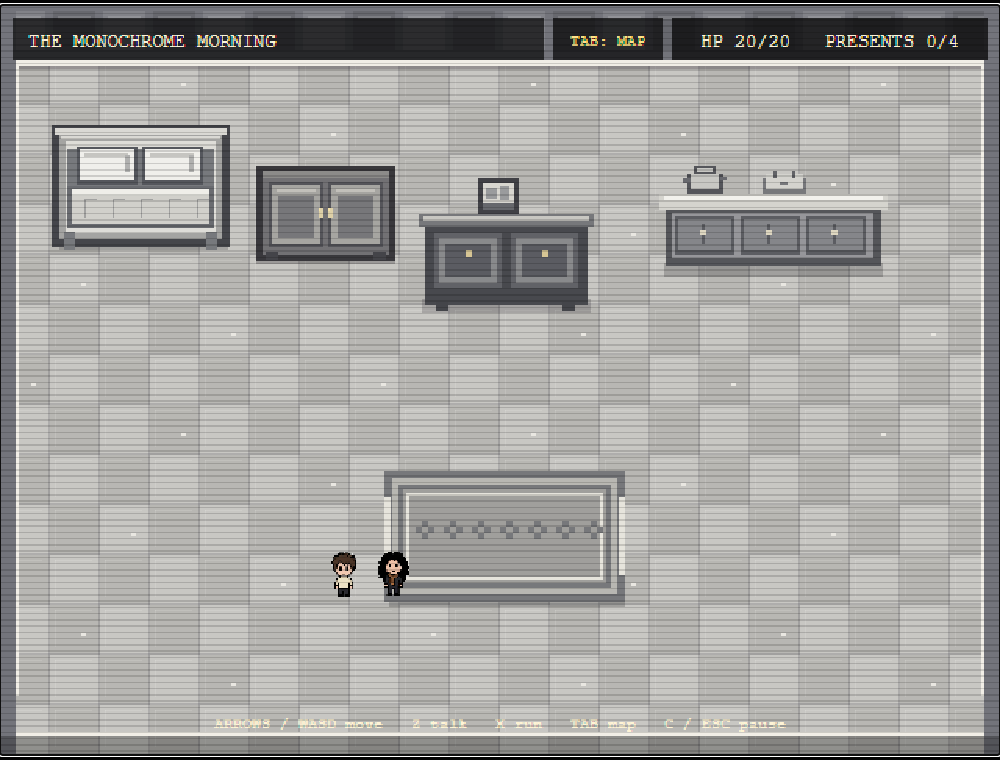 THE MONOCHROME MORNING
TAB: MAP
HP 20/20 PRESENTS 0/4
ARROWS / WASD move Z talk X run TAB map C / ESC pause